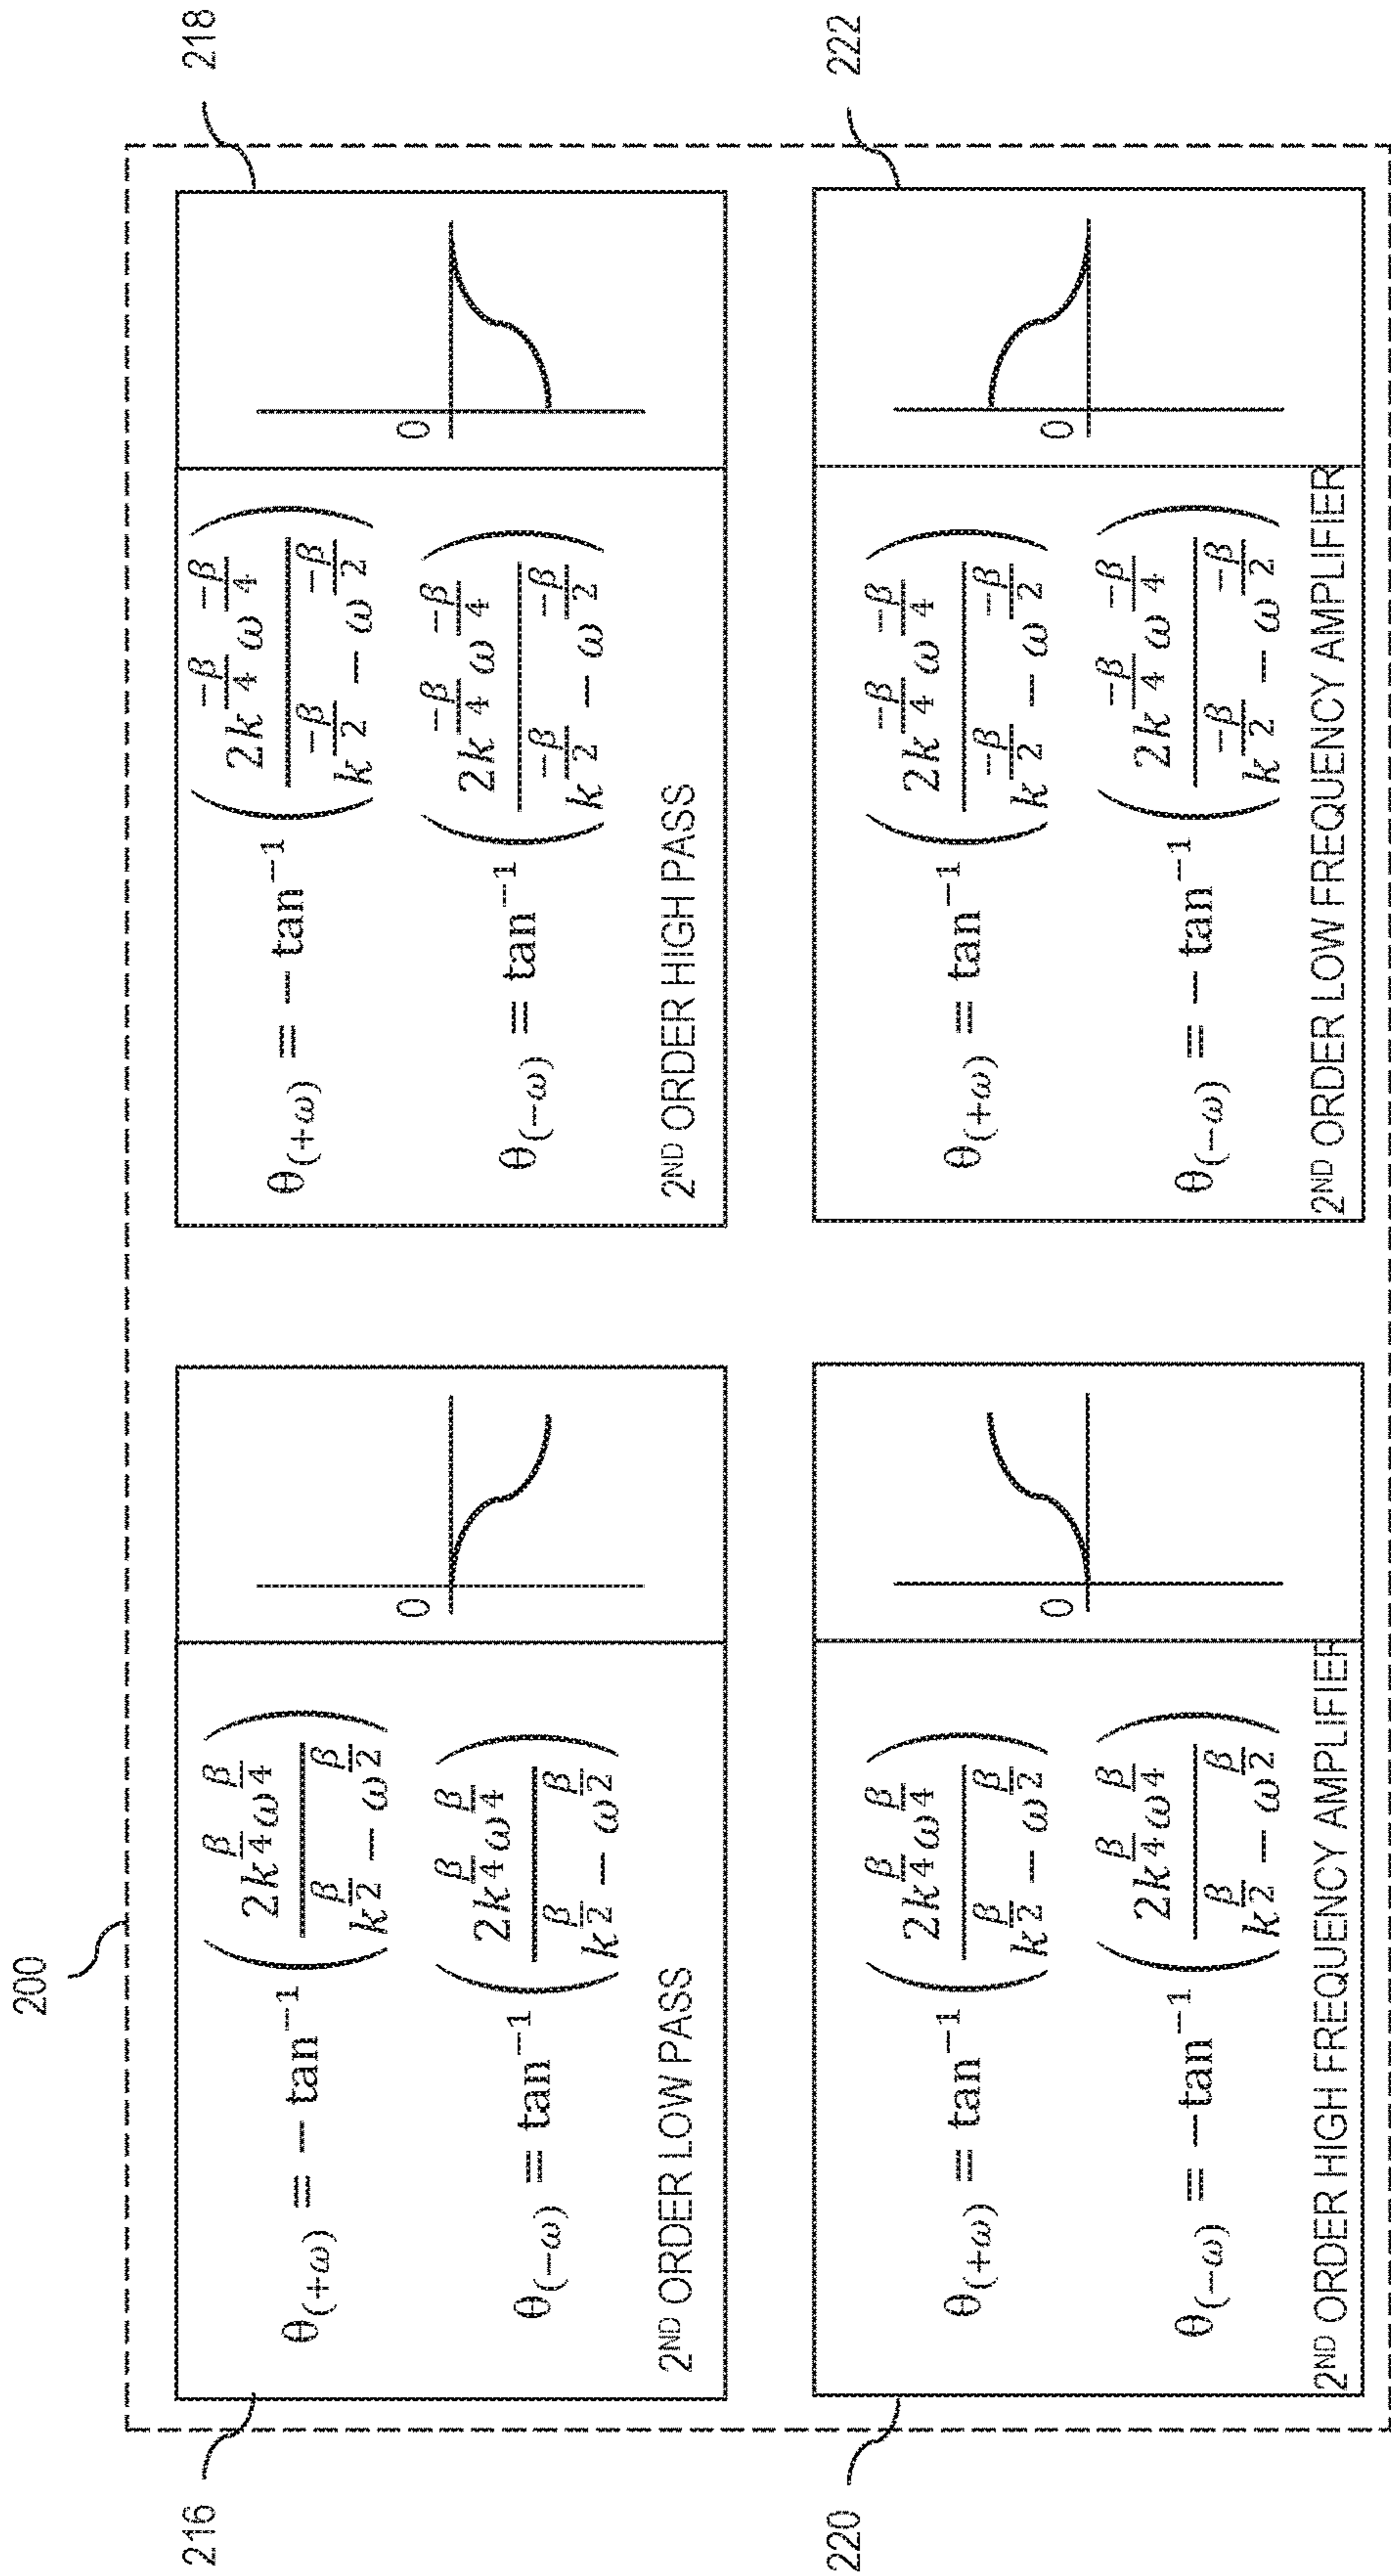 200
216
θ(+ω) = − tan⁻¹ (2k^(β/4) ω^(β/4) / (k^(β/2) − ω^(β/2)))
θ(−ω) = tan⁻¹ (2k^(β/4) ω^(β/4) / (k^(β/2) − ω^(β/2)))
2ND ORDER LOW PASS
0
218
θ(+ω) = − tan⁻¹ (2k^(−β/4) ω^(−β/4) / (k^(−β/2) − ω^(−β/2)))
θ(−ω) = tan⁻¹ (2k^(−β/4) ω^(−β/4) / (k^(−β/2) − ω^(−β/2)))
2ND ORDER HIGH PASS
0
220
θ(+ω) = tan⁻¹ (2k^(β/4) ω^(β/4) / (k^(β/2) − ω^(β/2)))
θ(−ω) = −tan⁻¹ (2k^(β/4) ω^(β/4) / (k^(β/2) − ω^(β/2)))
2ND ORDER HIGH FREQUENCY AMPLIFIER
0
222
θ(+ω) = tan⁻¹ (2k^(−β/4) ω^(−β/4) / (k^(−β/2) − ω^(−β/2)))
θ(−ω) = − tan⁻¹ (2k^(−β/4) ω^(−β/4) / (k^(−β/2) − ω^(−β/2)))
2ND ORDER LOW FREQUENCY AMPLIFIER
0